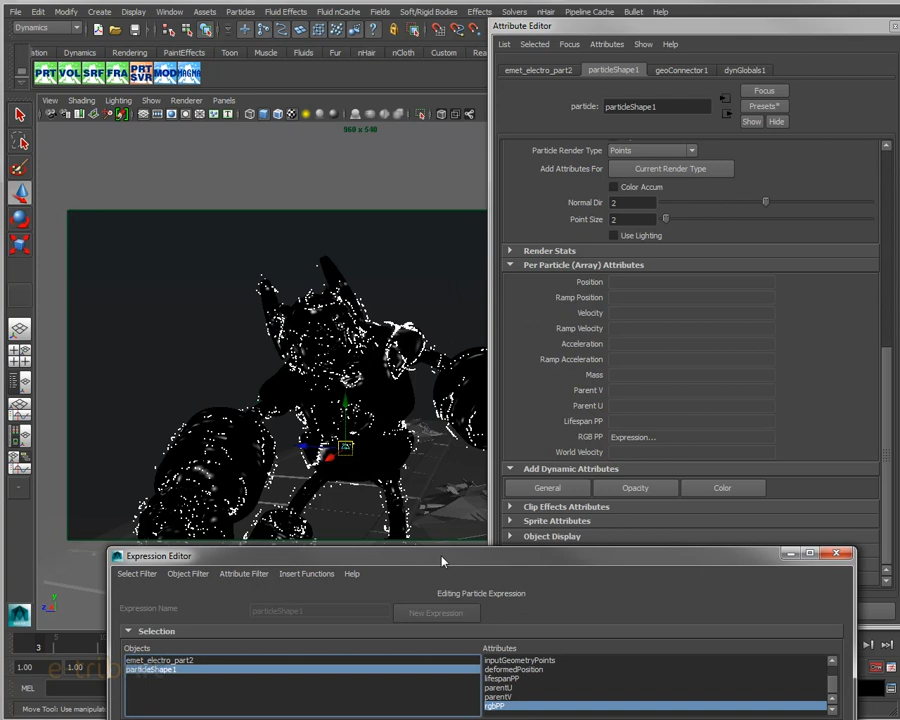 File Edit Modify Create Display Window Assets Particles Fluid Effects Fluid nCache Fields Soft/Rigid Bodies Effects Solvers nHair Pipeline Cache Bullet Help
Dynamics
Attribute Editor
List Selected Focus Attributes Show Help
Dynamics Rendering PaintEffects Toon Muscle Fluids Fur nHair nCloth Custom
PRT VOL SRF FRA PRT SVR MOD MAGMA
emet_electro_part2 particleShape1 geoConnector1 dynGlobals1
View Shading Lighting Show Renderer Panels
particle: particleShape1
Focus
Presets*
Show Hide
960 x 540
Particle Render Type Points
Add Attributes For Current Render Type
Color Accum
Normal Dir 2
Point Size 2
Use Lighting
Render Stats
Per Particle (Array) Attributes
Position
Ramp Position
Velocity
Ramp Velocity
Acceleration
Ramp Acceleration
Mass
Parent V
Parent U
Lifespan PP
RGB PP Expression...
World Velocity
Add Dynamic Attributes
General Opacity Color
Clip Effects Attributes
Sprite Attributes
Object Display
Expression Editor
Select Filter Object Filter Attribute Filter Insert Functions Help
Editing Particle Expression
Expression Name particleShape1 New Expression
Selection
Objects Attributes
emet_electro_part2
particleShape1
inputGeometryPoints
deformedPosition
lifespanPP
parentU
parentV
rgbPP
3 5
1.00 1.00
MEL
Move Tool: Use manipulato